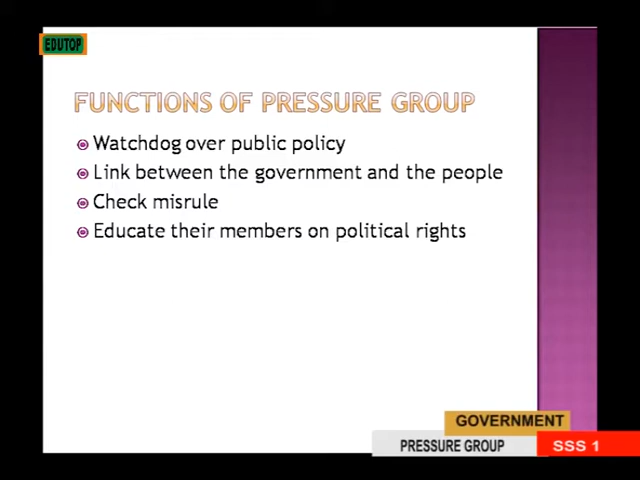 EDUTOP
FUNCTIONS OF PRESSURE GROUP
Watchdog over public policy
Link between the government and the people
Check misrule
Educate their members on political rights
GOVERNMENT
PRESSURE GROUP
SSS 1